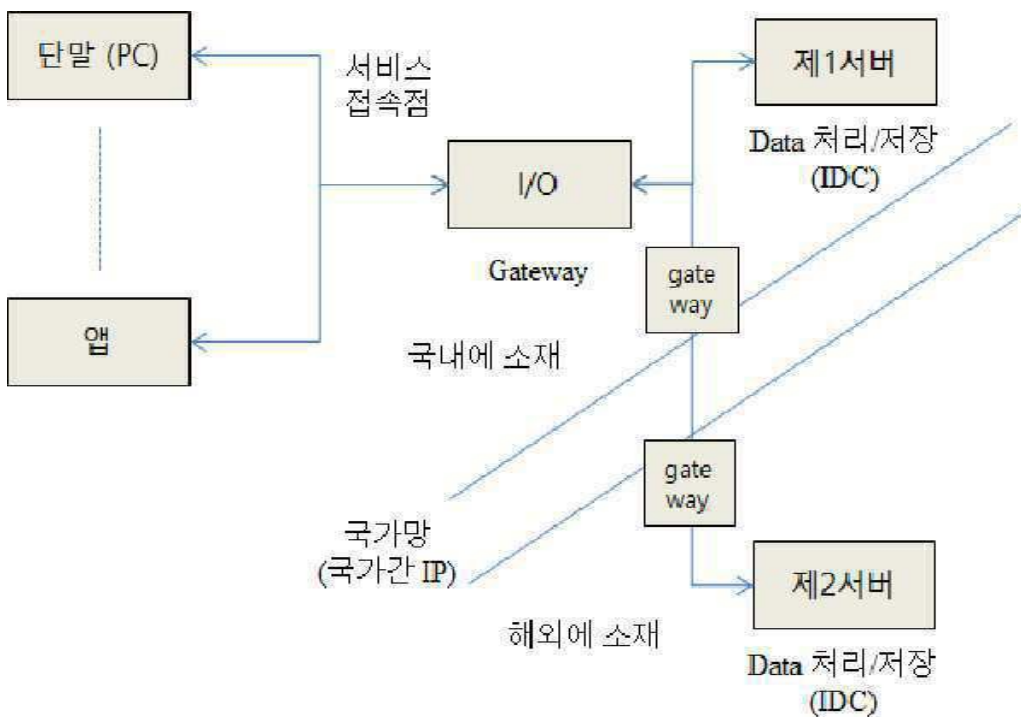 단말 (PC)
서비스
접속점
제1서버
Data 처리/저장
(IDC)
I/O
Gateway
gate
way
앱
국내에 소재
gate
way
국가망
(국가간 IP)
제2서버
해외에 소재
Data 처리/저장
(IDC)